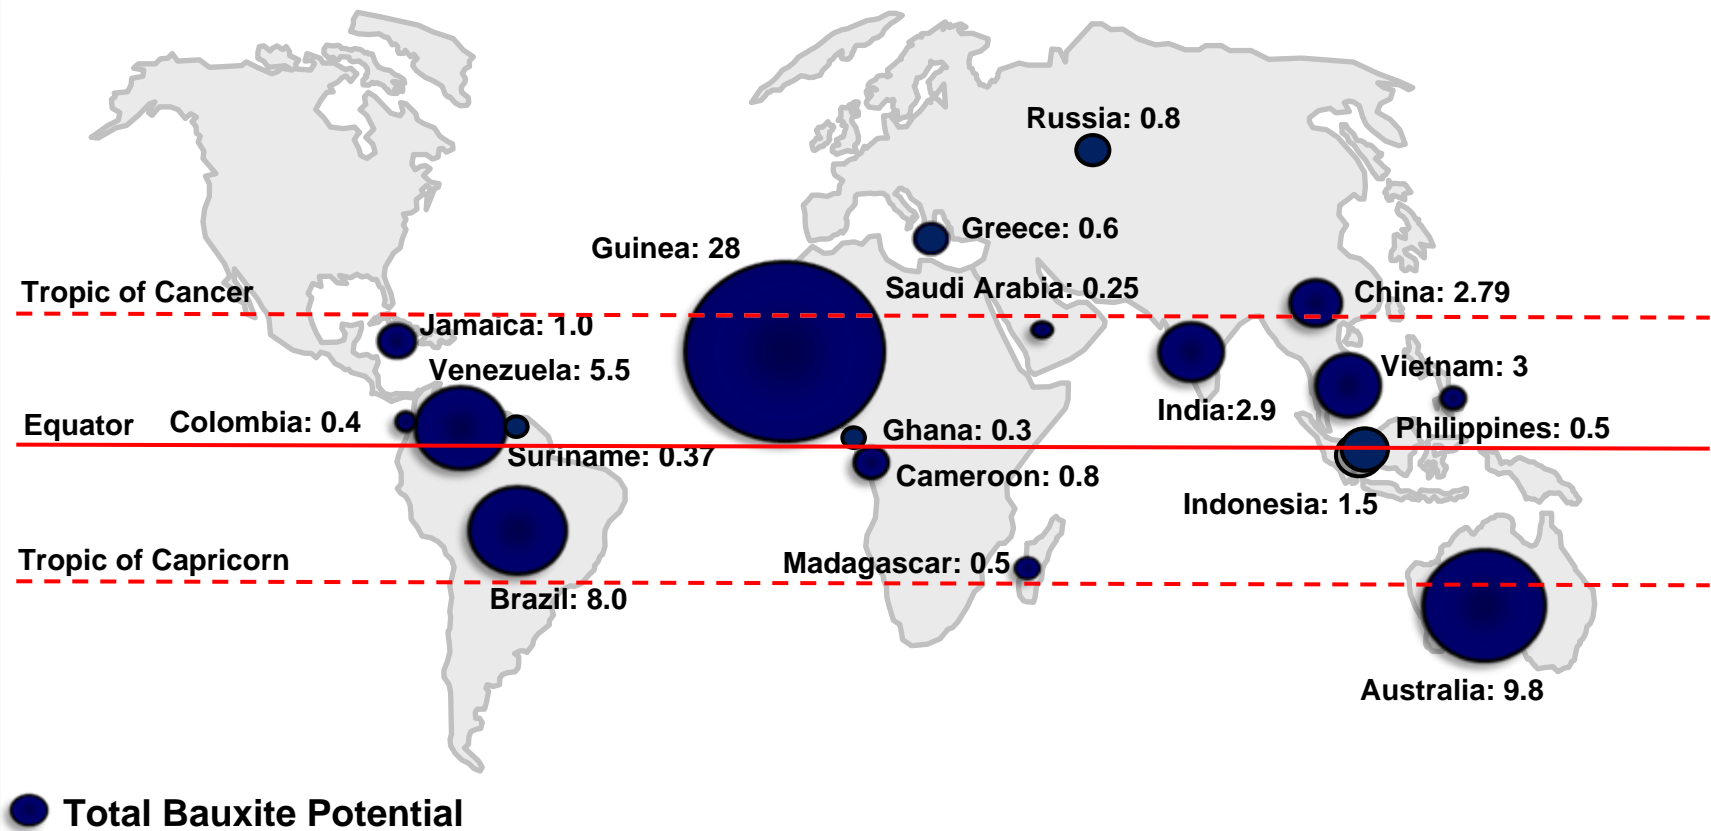 Russia: 0.8
Greece: 0.6
Guinea: 28
Saudi Arabia: 0.25
Tropic of Cancer
China: 2.79
Jamaica: 1.0
Venezuela: 5.5
Vietnam: 3
India:2.9
Equator
Colombia: 0.4
Ghana: 0.3
Philippines: 0.5
Suriname: 0.37
Cameroon: 0.8
Indonesia: 1.5
Tropic of Capricorn
Madagascar: 0.5
Brazil: 8.0
Australia: 9.8
Total Bauxite Potential